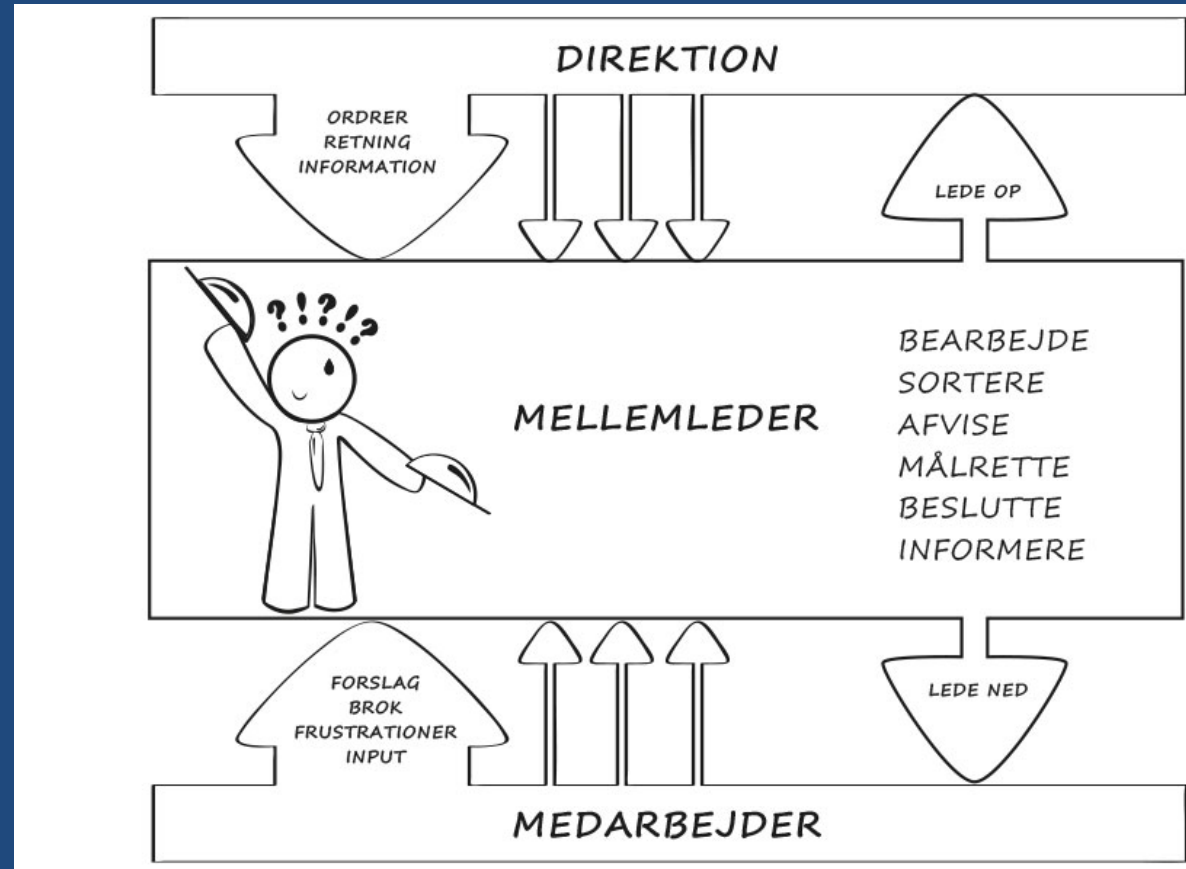 DIREKTION
ORDRER
RETNING
INFORMATION
LEDE OP
?!?!?
MELLEMLEDER
BEARBEJDE
SORTERE
AFVISE
MÅLRETTE
BESLUTTE
INFORMERE
FORSLAG
BROK
FRUSTRATIONER
INPUT
LEDE NED
MEDARBEJDER